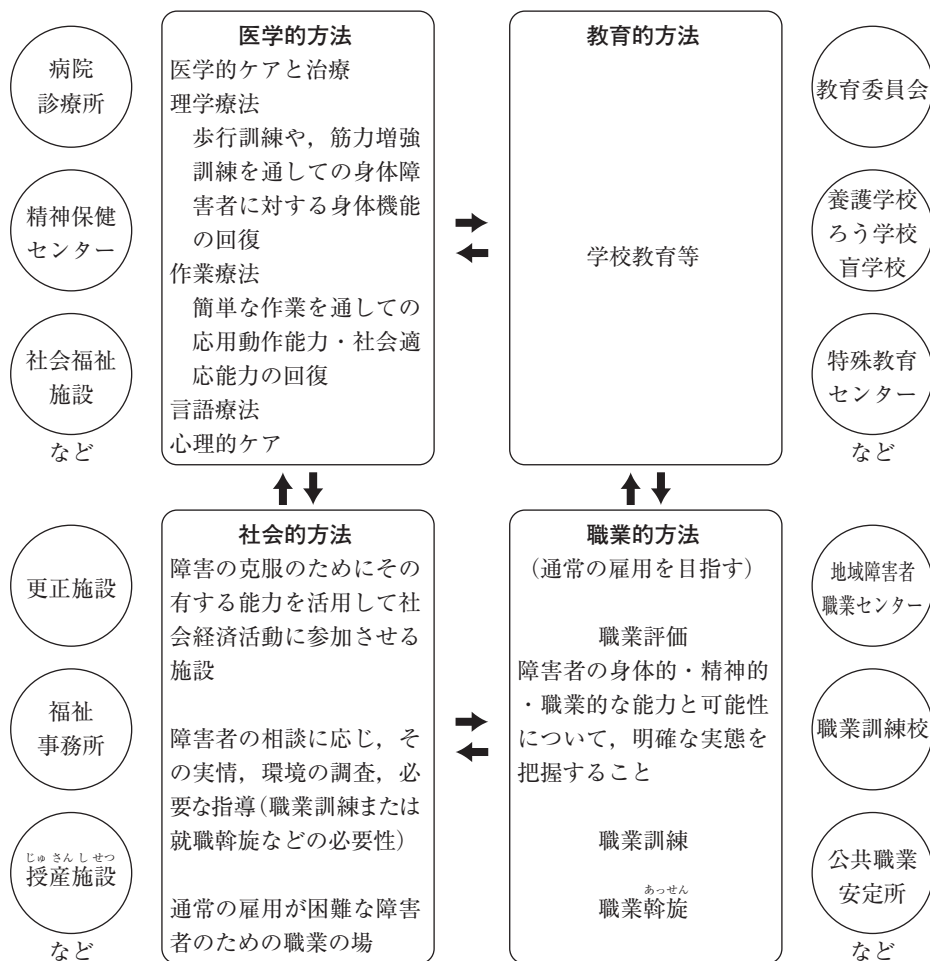 病院
診療所
精神保健
センター
社会福祉
施設
など
医学的方法
医学的ケアと治療
理学療法
歩行訓練や，筋力増強
訓練を通しての身体障
害者に対する身体機能
の回復
作業療法
簡単な作業を通しての
応用動作能力・社会適
応能力の回復
言語療法
心理的ケア
教育的方法
学校教育等
教育委員会
養護学校
ろう学校
盲学校
特殊教育
センター
など
更正施設
福祉
事務所
じゅさんしせつ
授産施設
など
社会的方法
障害の克服のためにその
有する能力を活用して社
会経済活動に参加させる
施設
障害者の相談に応じ，そ
の実情，環境の調査，必
要な指導（職業訓練または
就職斡旋などの必要性）
通常の雇用が困難な障害
者のための職業の場
職業的方法
（通常の雇用を目指す）
職業評価
障害者の身体的・精神的
・職業的な能力と可能性
について，明確な実態を
把握すること
職業訓練
あっせん
職業斡旋
地域障害者
職業センター
職業訓練校
公共職業
安定所
など